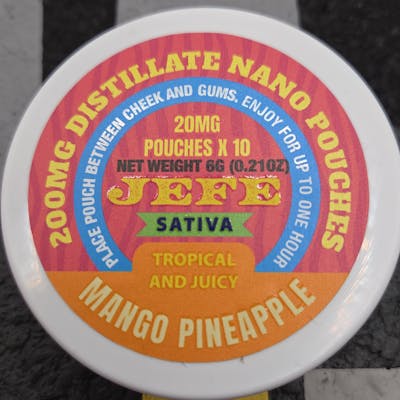 200MG DISTILLATE NANO POUCHES
PLACE POUCH BETWEEN CHEEK AND GUMS. ENJOY FOR UP TO ONE HOUR
20MG
POUCHES X 10
NET WEIGHT 6G (0.21OZ)
JEFE
SATIVA
TROPICAL
AND JUICY
MANGO PINEAPPLE